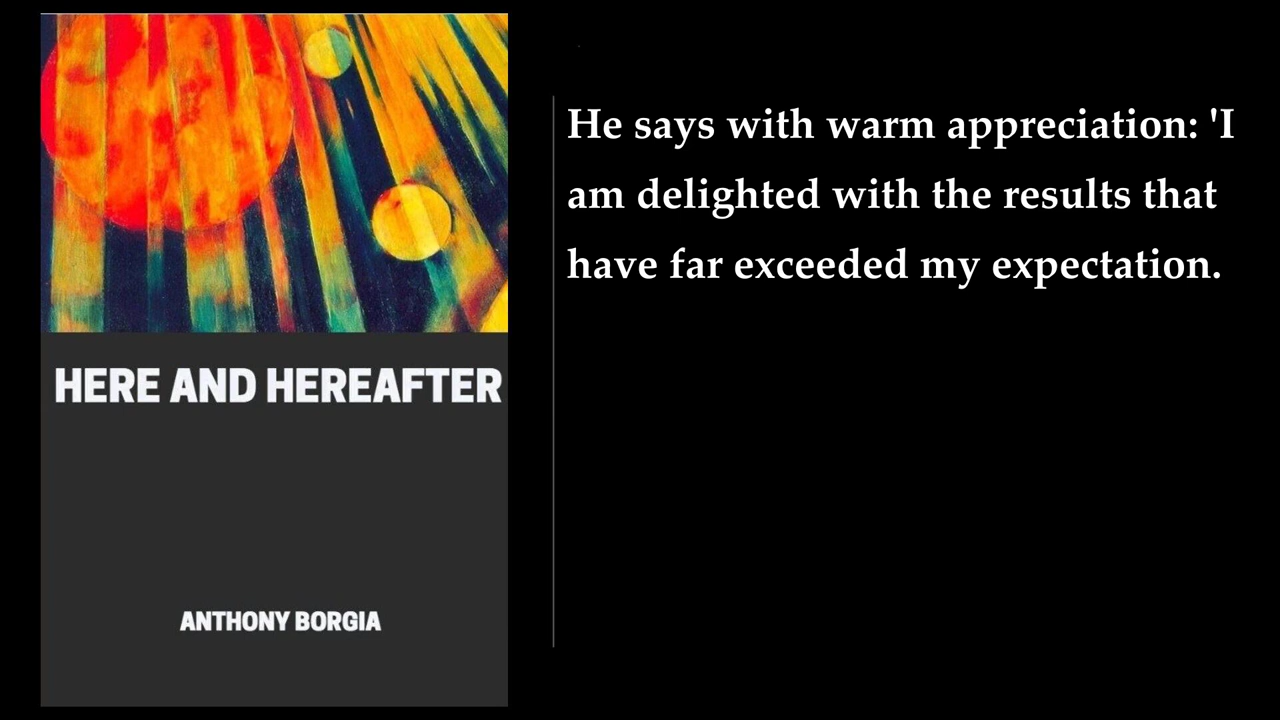 HERE AND HEREAFTER
ANTHONY BORGIA
He says with warm appreciation: 'I
am delighted with the results that
have far exceeded my expectation.